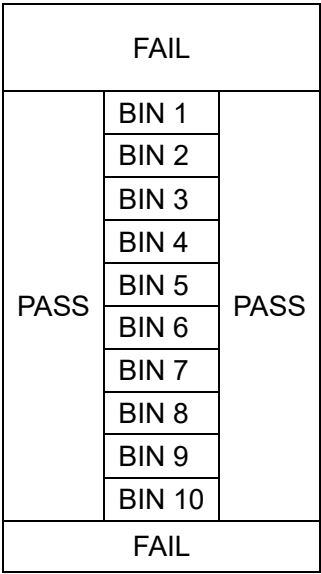 FAIL
BIN 1
BIN 2
BIN 3
BIN 4
BIN 5
PASS
PASS
BIN 6
BIN 7
BIN 8
BIN 9
BIN 10
FAIL